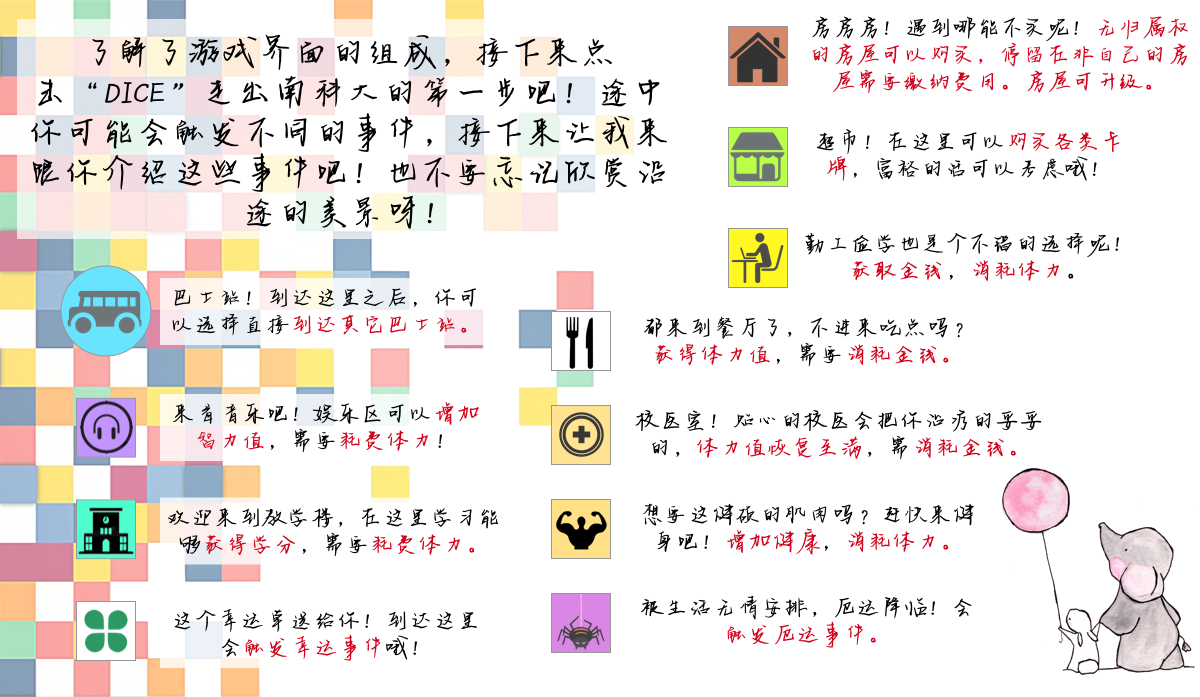 了解了游戏界面的组成，接下来点
击“DICE”走出南科大的第一步吧！途中
你可能会触发不同的事件，接下来让我来
跟你介绍这些事件吧！也不要忘记欣赏沿
途的美景呀！
巴士站！到达这里之后，你可
以选择直接到达其它巴士站。
来首音乐吧！娱乐区可以增加
智力值，需要耗费体力！
欢迎来到教学楼，在这里学习能
够获得学分，需要耗费体力。
这个幸运草送给你！到达这里
会触发幸运事件哦！
房房房！遇到哪能不买呢！无归属权
的房屋可以购买，停留在非自己的房
屋需要缴纳费用。房屋可升级。
超市！在这里可以购买各类卡
牌，富裕的话可以考虑哦！
勤工俭学也是个不错的选择呢！
获取金钱，消耗体力。
都来到餐厅了，不进来吃点吗？
获得体力值，需要消耗金钱。
校医室！贴心的校医会把你治疗的妥妥
的，体力值恢复至满，需消耗金钱。
想要这健硕的肌肉吗？赶快来健
身吧！增加健康，消耗体力。
被生活无情安排，厄运降临！会
触发厄运事件。